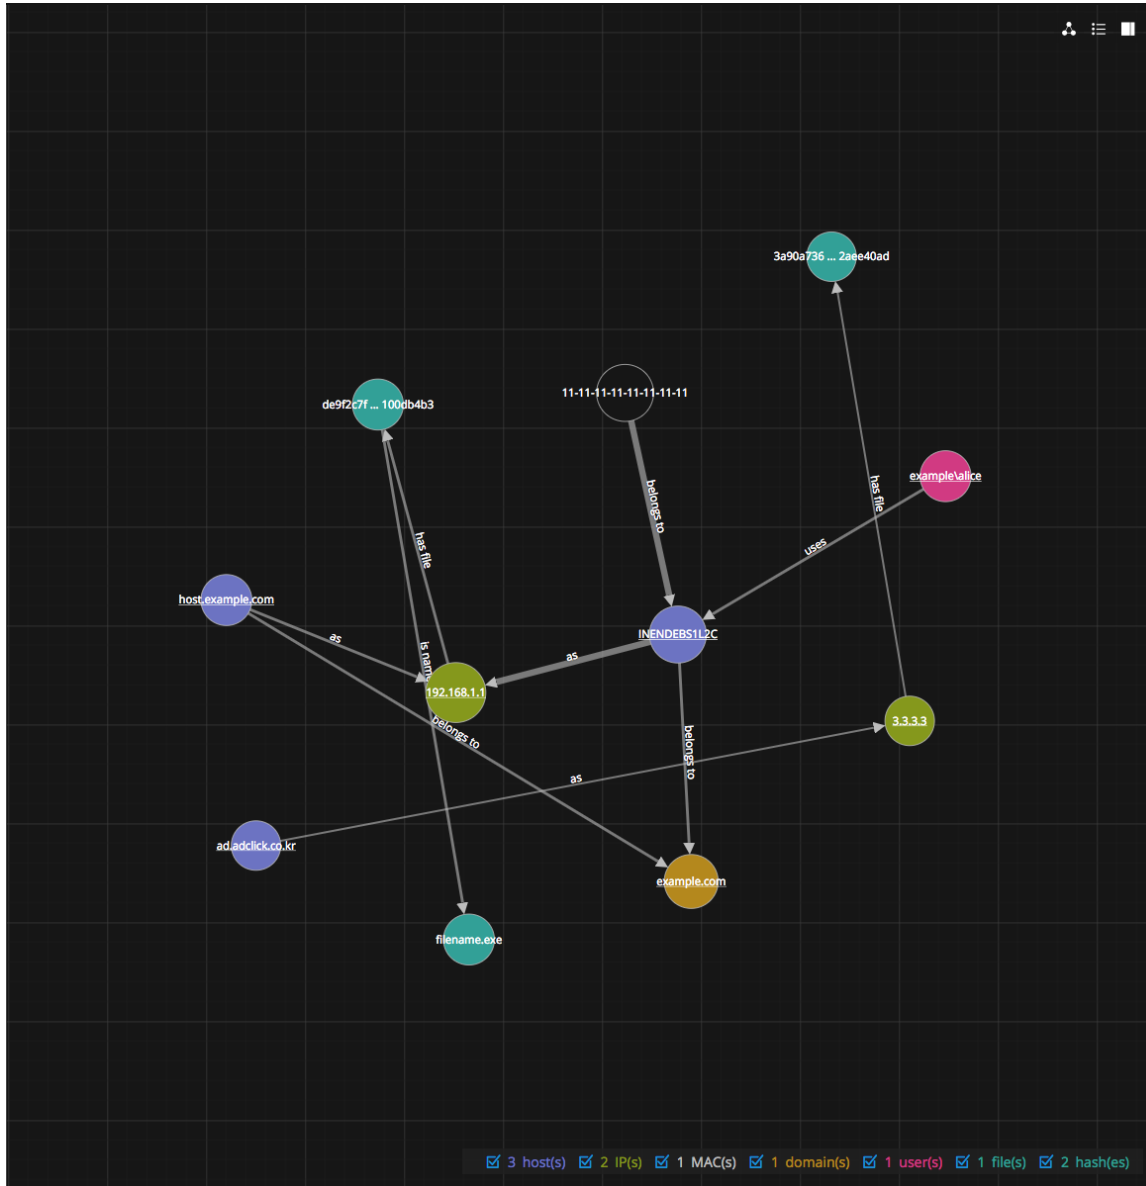 3a90a736 ... 2aee40ad
11-11-11-11-11-11-11-11
de9f2c7f ... 100db4b3
example\alice
has file
belongs to
has file
uses
host.example.com
as
is nam
INENDEBS1L2C
as
192.168.1.1
3.3.3.3
belongs to
belongs to
as
ad.adclick.co.kr
example.com
filename.exe
3 host(s) 2 IP(s) 1 MAC(s) 1 domain(s) 1 user(s) 1 file(s) 2 hash(es)